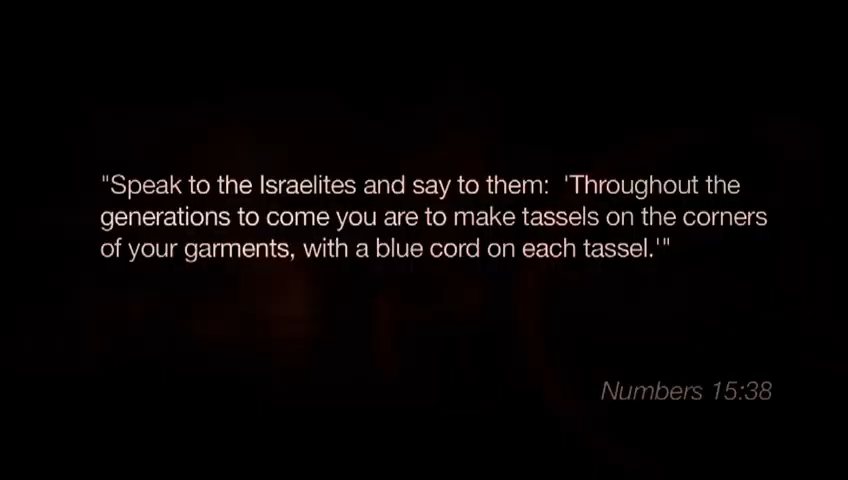 "Speak to the Israelites and say to them:  'Throughout the
generations to come you are to make tassels on the corners
of your garments, with a blue cord on each tassel.'"
Numbers 15:38